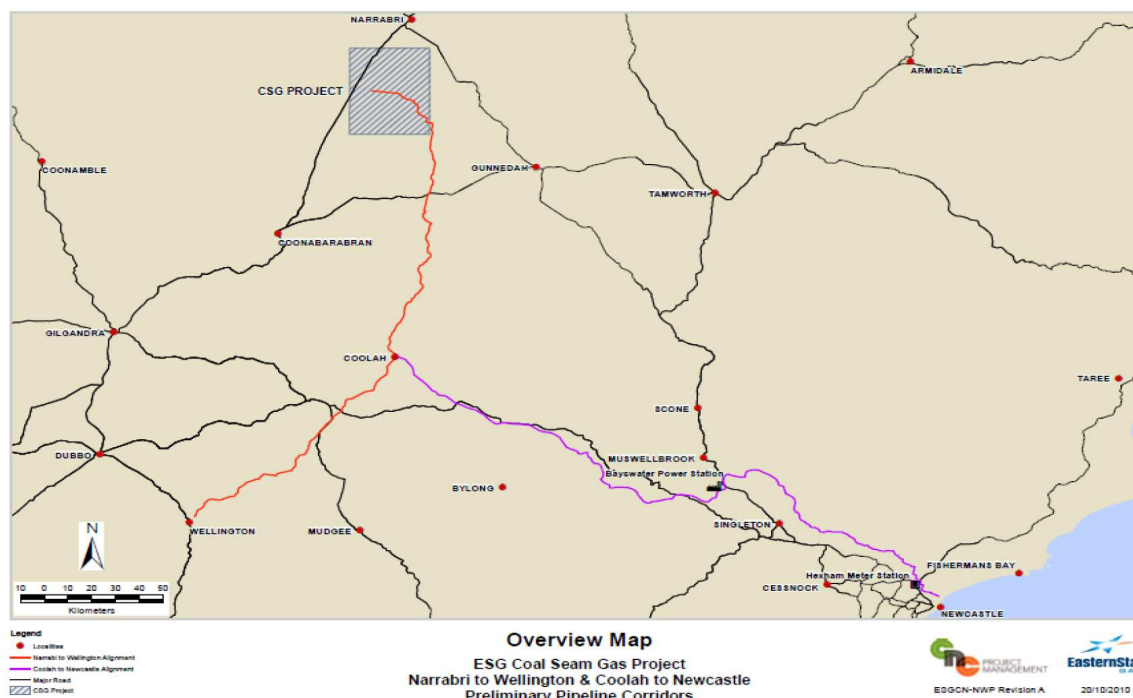 NARRABRI
ARMIDALE
CSG PROJECT
COONAMBLE
GUNNEDAH
TAMWORTH
COONABARABRAN
GILGANDRA
COOLAH
TAREE
SCONE
DUBBO
MUSWELLBROOK
Bayswater Power Station
BYLONG
WELLINGTON
MUDGEE
SINGLETON
N
FISHERMANS BAY
Hexham Meter Station
CESSNOCK
NEWCASTLE
10 0 10 20 30 40 50
Kilometers
Legend
Localities
Narrabi to Wellington Alignment
Coolah to Newcastle Alignment
Major Road
CSG Project
Overview Map
ESG Coal Seam Gas Project
Narrabri to Wellington & Coolah to Newcastle
Preliminary Pipeline Corridors
cnc PROJECT
MANAGEMENT
EasternSta
GAS
ESGCN-NWP Revision A
20/10/2010